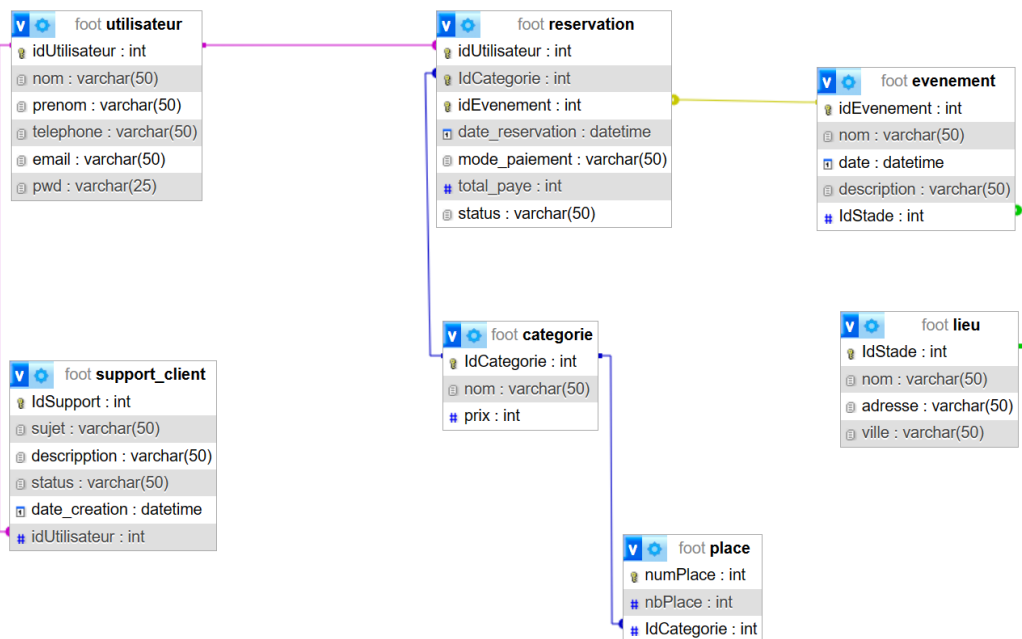 foot utilisateur
idUtilisateur : int
nom : varchar(50)
prenom : varchar(50)
telephone : varchar(50)
email : varchar(50)
pwd : varchar(25)
foot reservation
idUtilisateur : int
IdCategorie : int
idEvenement : int
date_reservation : datetime
mode_paiement : varchar(50)
total_paye : int
status : varchar(50)
foot evenement
idEvenement : int
nom : varchar(50)
date : datetime
description : varchar(50)
IdStade : int
foot support_client
IdSupport : int
sujet : varchar(50)
descripption : varchar(50)
status : varchar(50)
date_creation : datetime
idUtilisateur : int
foot categorie
IdCategorie : int
nom : varchar(50)
prix : int
foot lieu
IdStade : int
nom : varchar(50)
adresse : varchar(50)
ville : varchar(50)
foot place
numPlace : int
nbPlace : int
IdCategorie : int